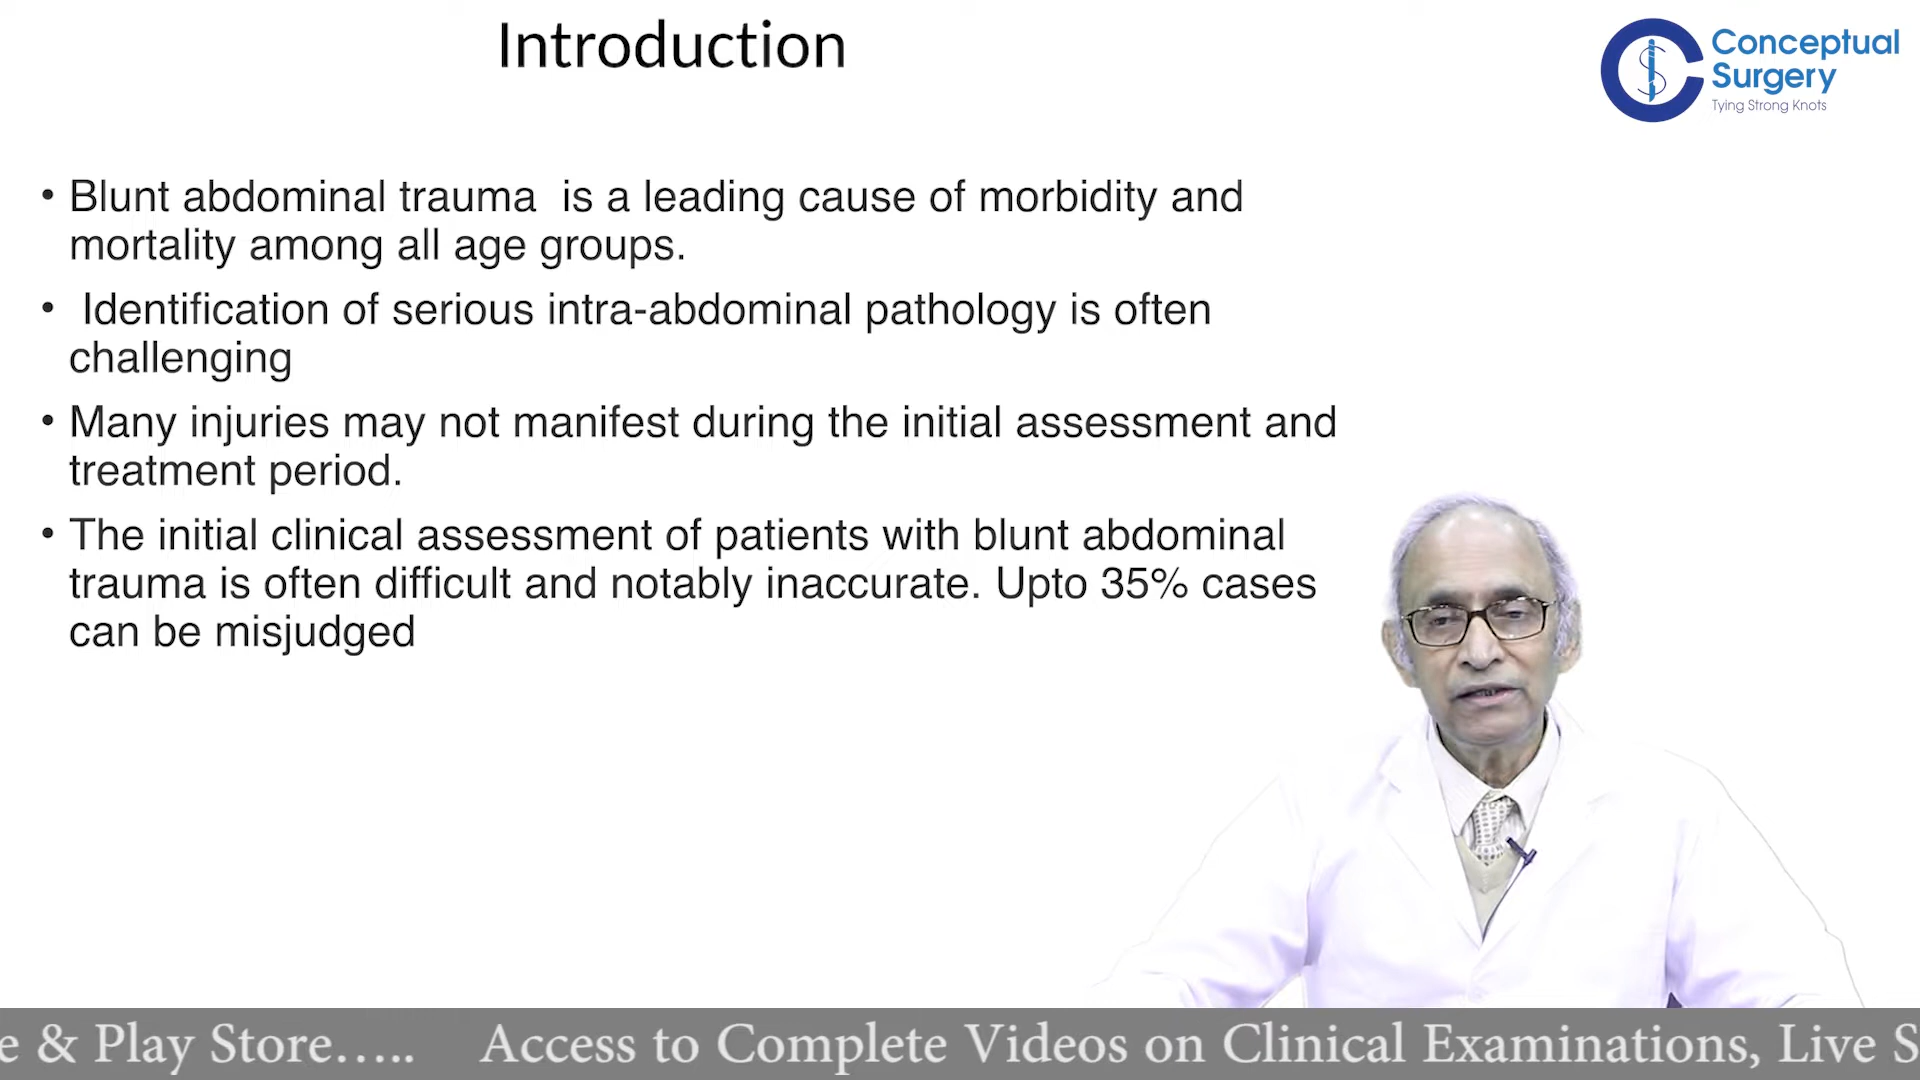 Introduction
Conceptual
Surgery
Tying Strong Knots
• Blunt abdominal trauma  is a leading cause of morbidity and
mortality among all age groups.
•  Identification of serious intra-abdominal pathology is often
challenging
• Many injuries may not manifest during the initial assessment and
treatment period.
• The initial clinical assessment of patients with blunt abdominal
trauma is often difficult and notably inaccurate. Upto 35% cases
can be misjudged
e & Play Store….. Access to Complete Videos on Clinical Examinations, Live S